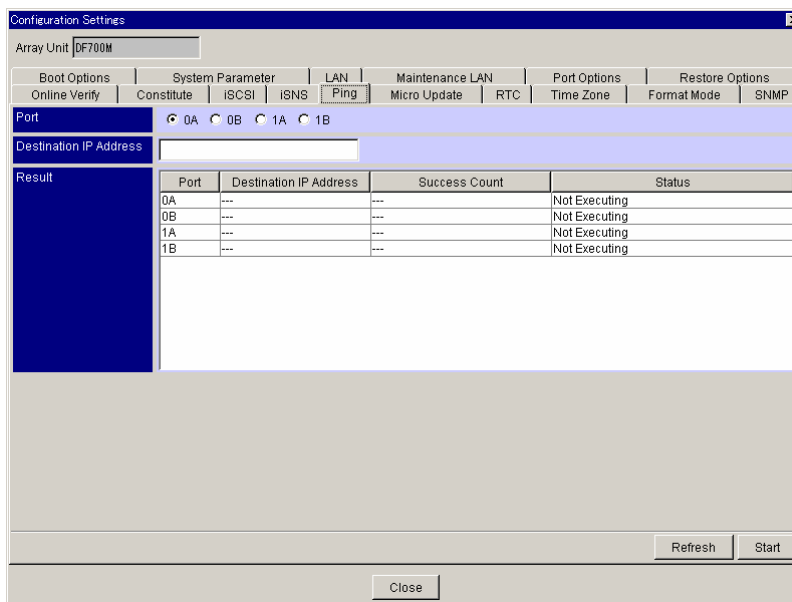 Configuration Settings
Array Unit DF700M
Boot Options System Parameter LAN Maintenance LAN Port Options Restore Options
Online Verify Constitute iSCSI iSNS Ping Micro Update RTC Time Zone Format Mode SNMP
Port 0A 0B 1A 1B
Destination IP Address
Result
Port Destination IP Address Success Count Status
0A --- --- Not Executing
0B --- --- Not Executing
1A --- --- Not Executing
1B --- --- Not Executing
Refresh Start
Close